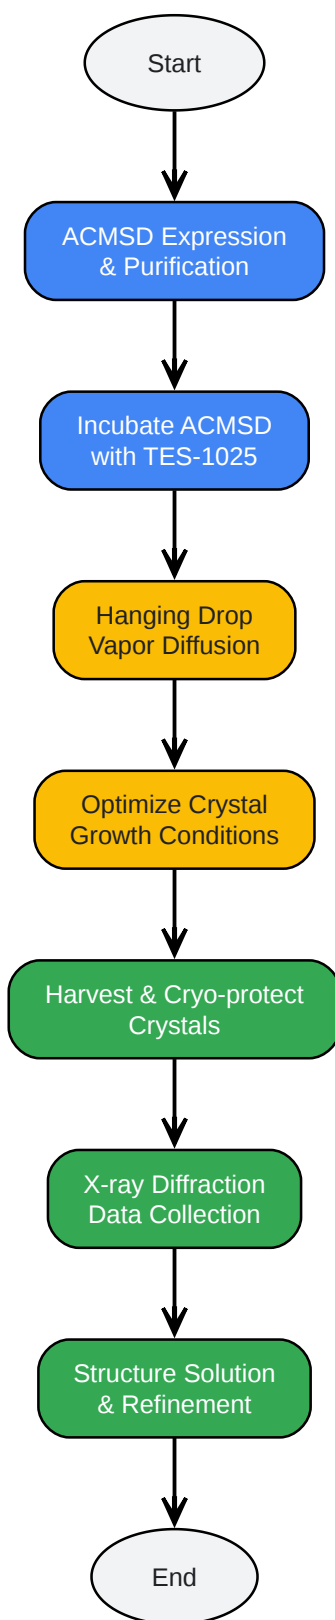 Start
ACMSD Expression
& Purification
Incubate ACMSD
with TES-1025
Hanging Drop
Vapor Diffusion
Optimize Crystal
Growth Conditions
Harvest & Cryo-protect
Crystals
X-ray Diffraction
Data Collection
Structure Solution
& Refinement
End